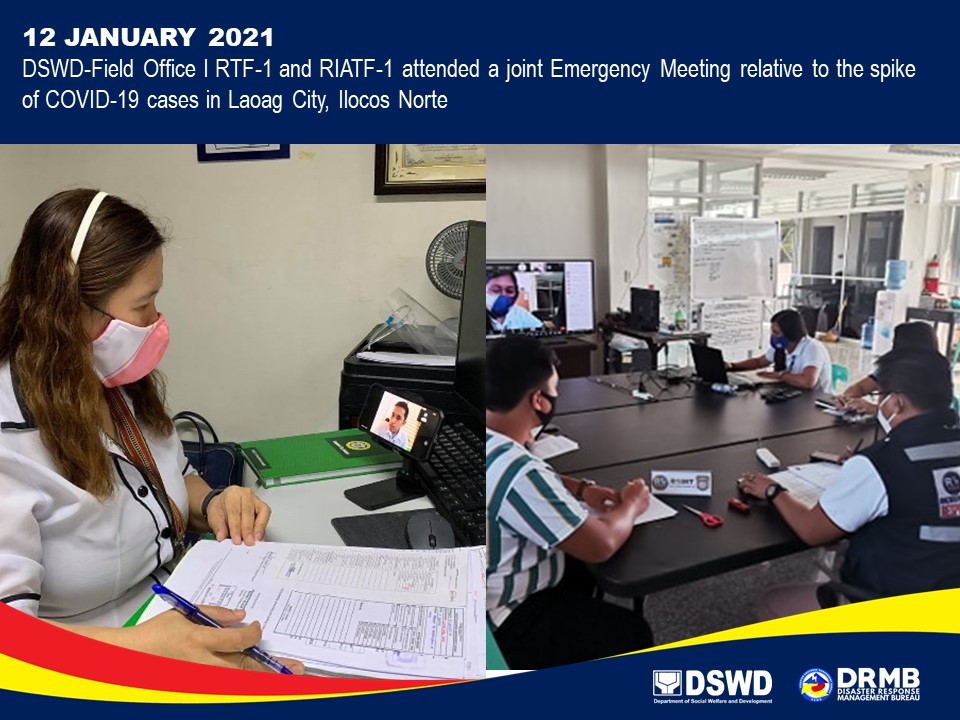 12 JANUARY 2021
DSWD-Field Office I RTF-1 and RIATF-1 attended a joint Emergency Meeting relative to the spike
of COVID-19 cases in Laoag City, Ilocos Norte
DSWD
Department of Social Welfare and Development
DRMB
DISASTER RESPONSE
MANAGEMENT BUREAU